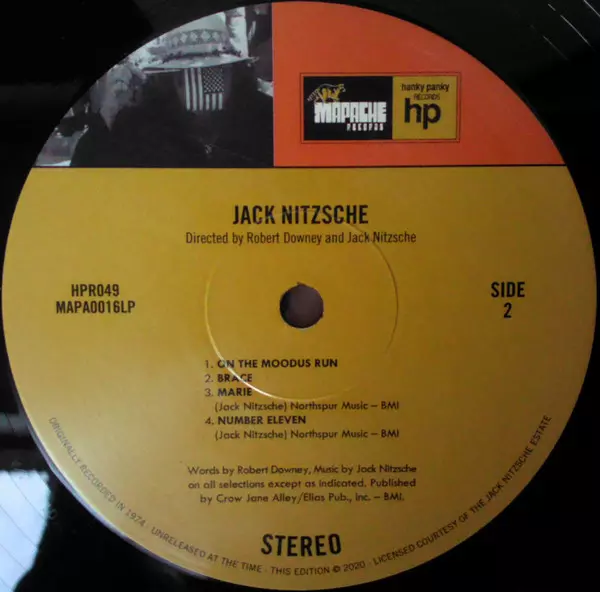 MAPACHE
RECORDS
hanky panky
RECORDS
hp
JACK NITZSCHE
Directed by Robert Downey and Jack Nitzsche
HPR049
MAPA0016LP
SIDE
2
1. ON THE MOODUS RUN
2. BRACE
3. MARIE
(Jack Nitzsche) Northspur Music – BMI
4. NUMBER ELEVEN
(Jack Nitzsche) Northspur Music – BMI
Words by Robert Downey, Music by Jack Nitzsche
on all selections except as indicated. Published
by Crow Jane Alley/Elias Pub., Inc. – BMI.
STEREO
ORIGINALLY RECORDED IN 1974 - UNRELEASED AT THE TIME - THIS EDITION © 2020 - LICENSED COURTESY OF THE JACK NITZSCHE ESTATE